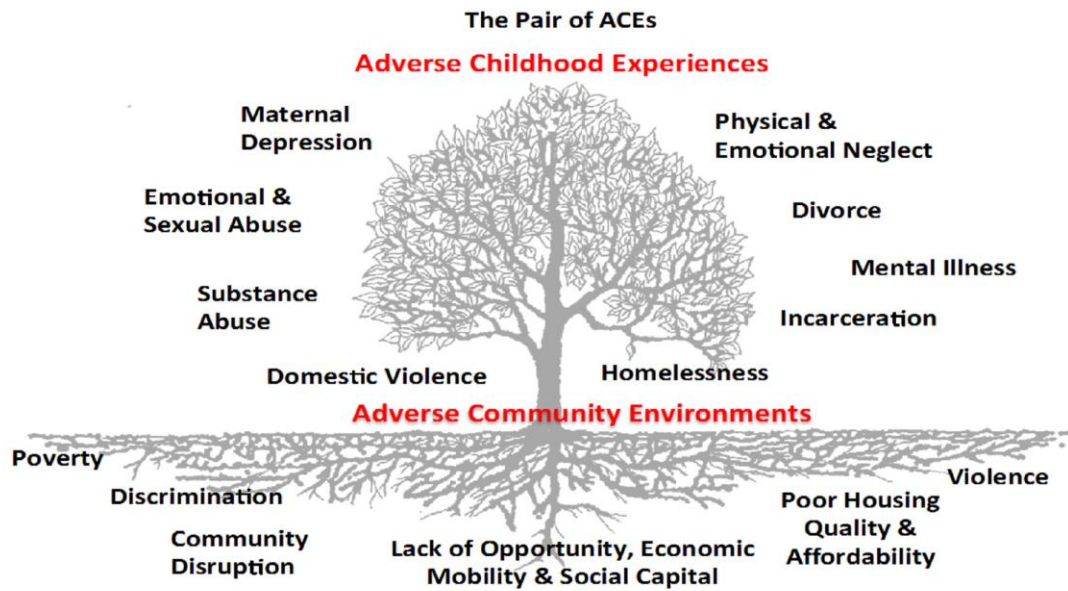 The Pair of ACEs
Adverse Childhood Experiences
Maternal
Depression
Physical &
Emotional Neglect
Emotional &
Sexual Abuse
Divorce
Mental Illness
Substance
Abuse
Incarceration
Domestic Violence
Homelessness
Adverse Community Environments
Poverty
Discrimination
Community
Disruption
Lack of Opportunity, Economic
Mobility & Social Capital
Poor Housing
Quality &
Affordability
Violence